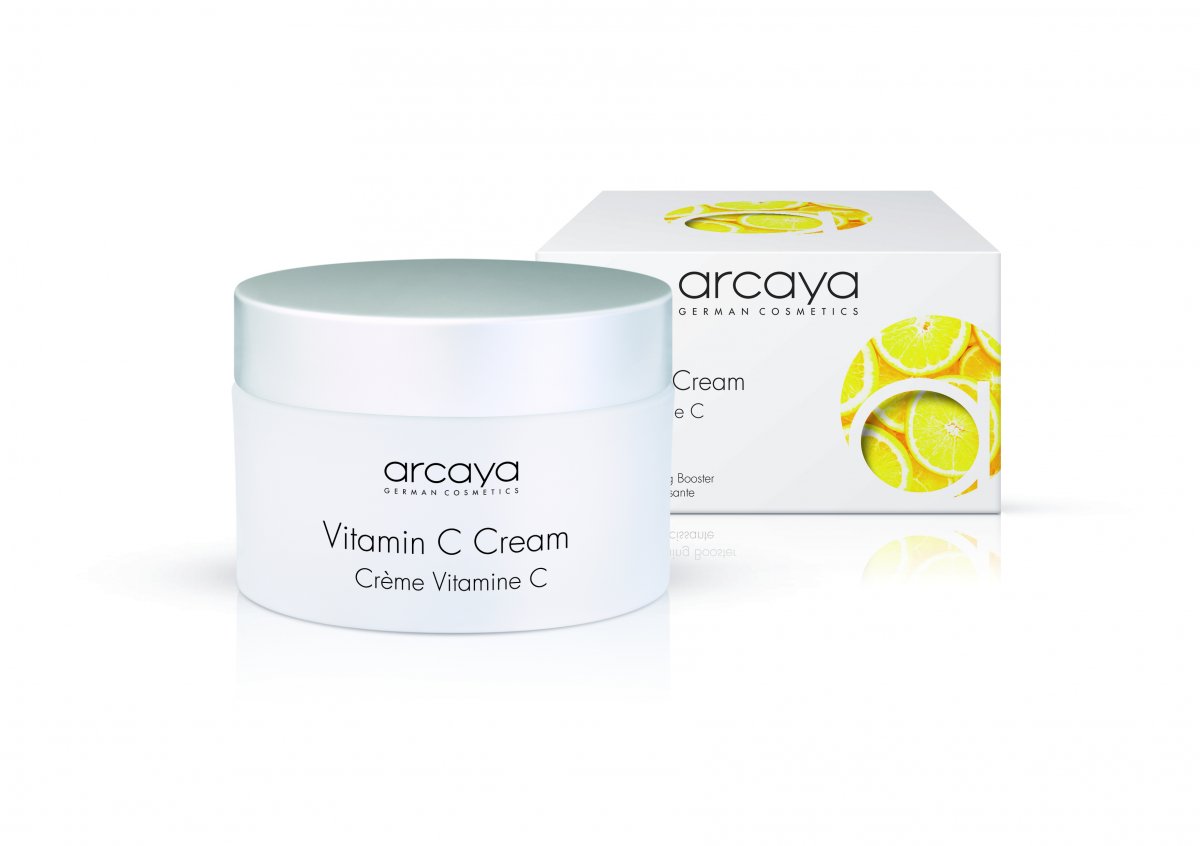 arcaya
GERMAN COSMETICS
Vitamin C Cream
Crème Vitamine C
arcaya
GERMAN COSMETICS
Cream
e C
g Booster
sante